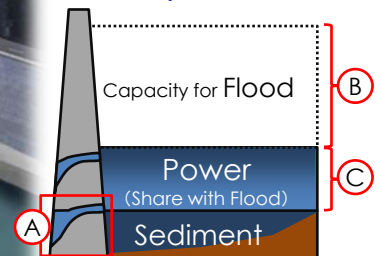 Capacity for Flood
B
Power
(Share with Flood)
C
A
Sediment